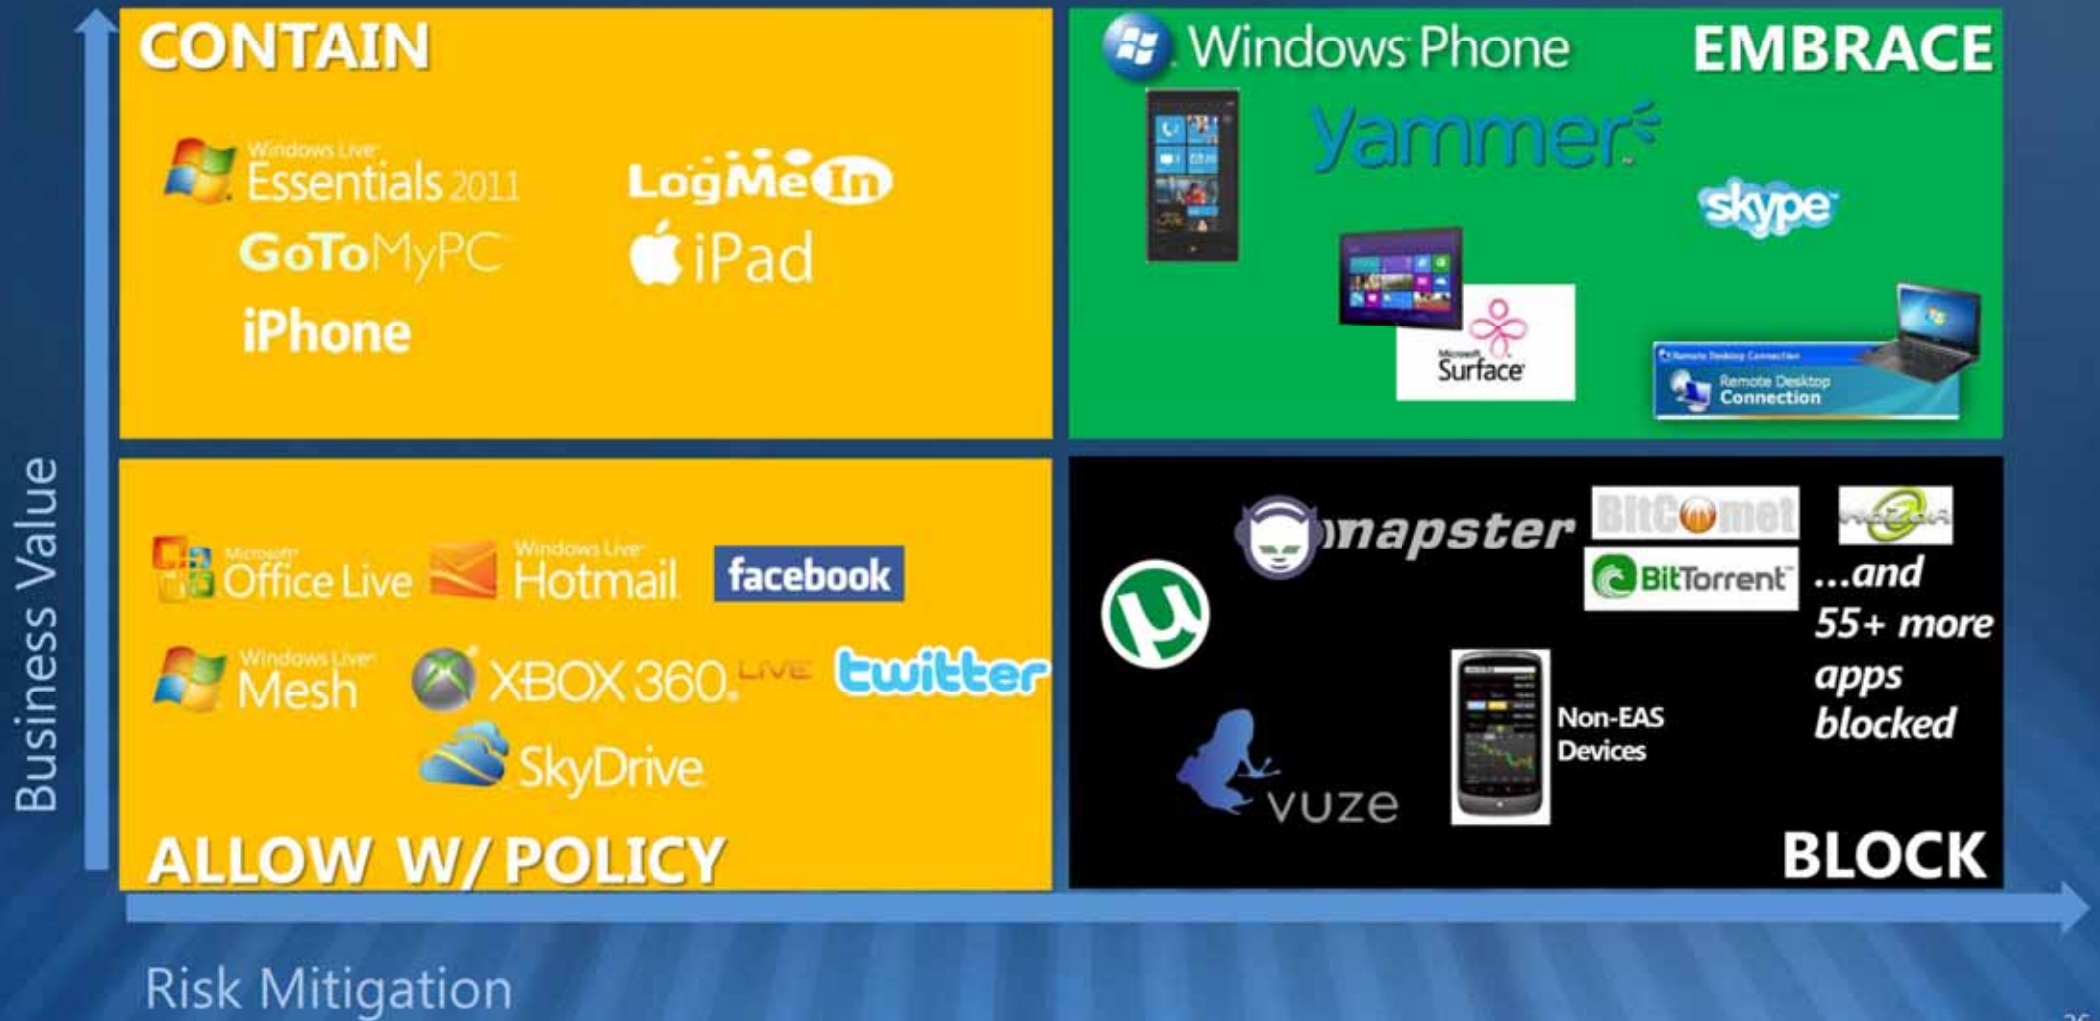 CONTAIN
Windows Live
Essentials 2011
LogMeIn
GoToMyPC
iPad
iPhone
Windows Phone
EMBRACE
yammer
skype
Microsoft
Surface
Remote Desktop Connection
Remote Desktop
Connection
Business Value
Microsoft
Office Live
Windows Live
Hotmail
facebook
Windows Live
Mesh
XBOX 360. LIVE
twitter
SkyDrive
ALLOW W/ POLICY
napster
BitComet
µ
BitTorrent
...and
55+ more
apps
blocked
Non-EAS
Devices
vuze
BLOCK
Risk Mitigation